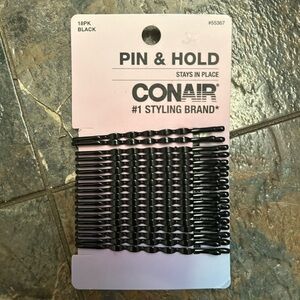 18PK
BLACK
#55367
PIN & HOLD
STAYS IN PLACE
CONAIR®
#1 STYLING BRAND*